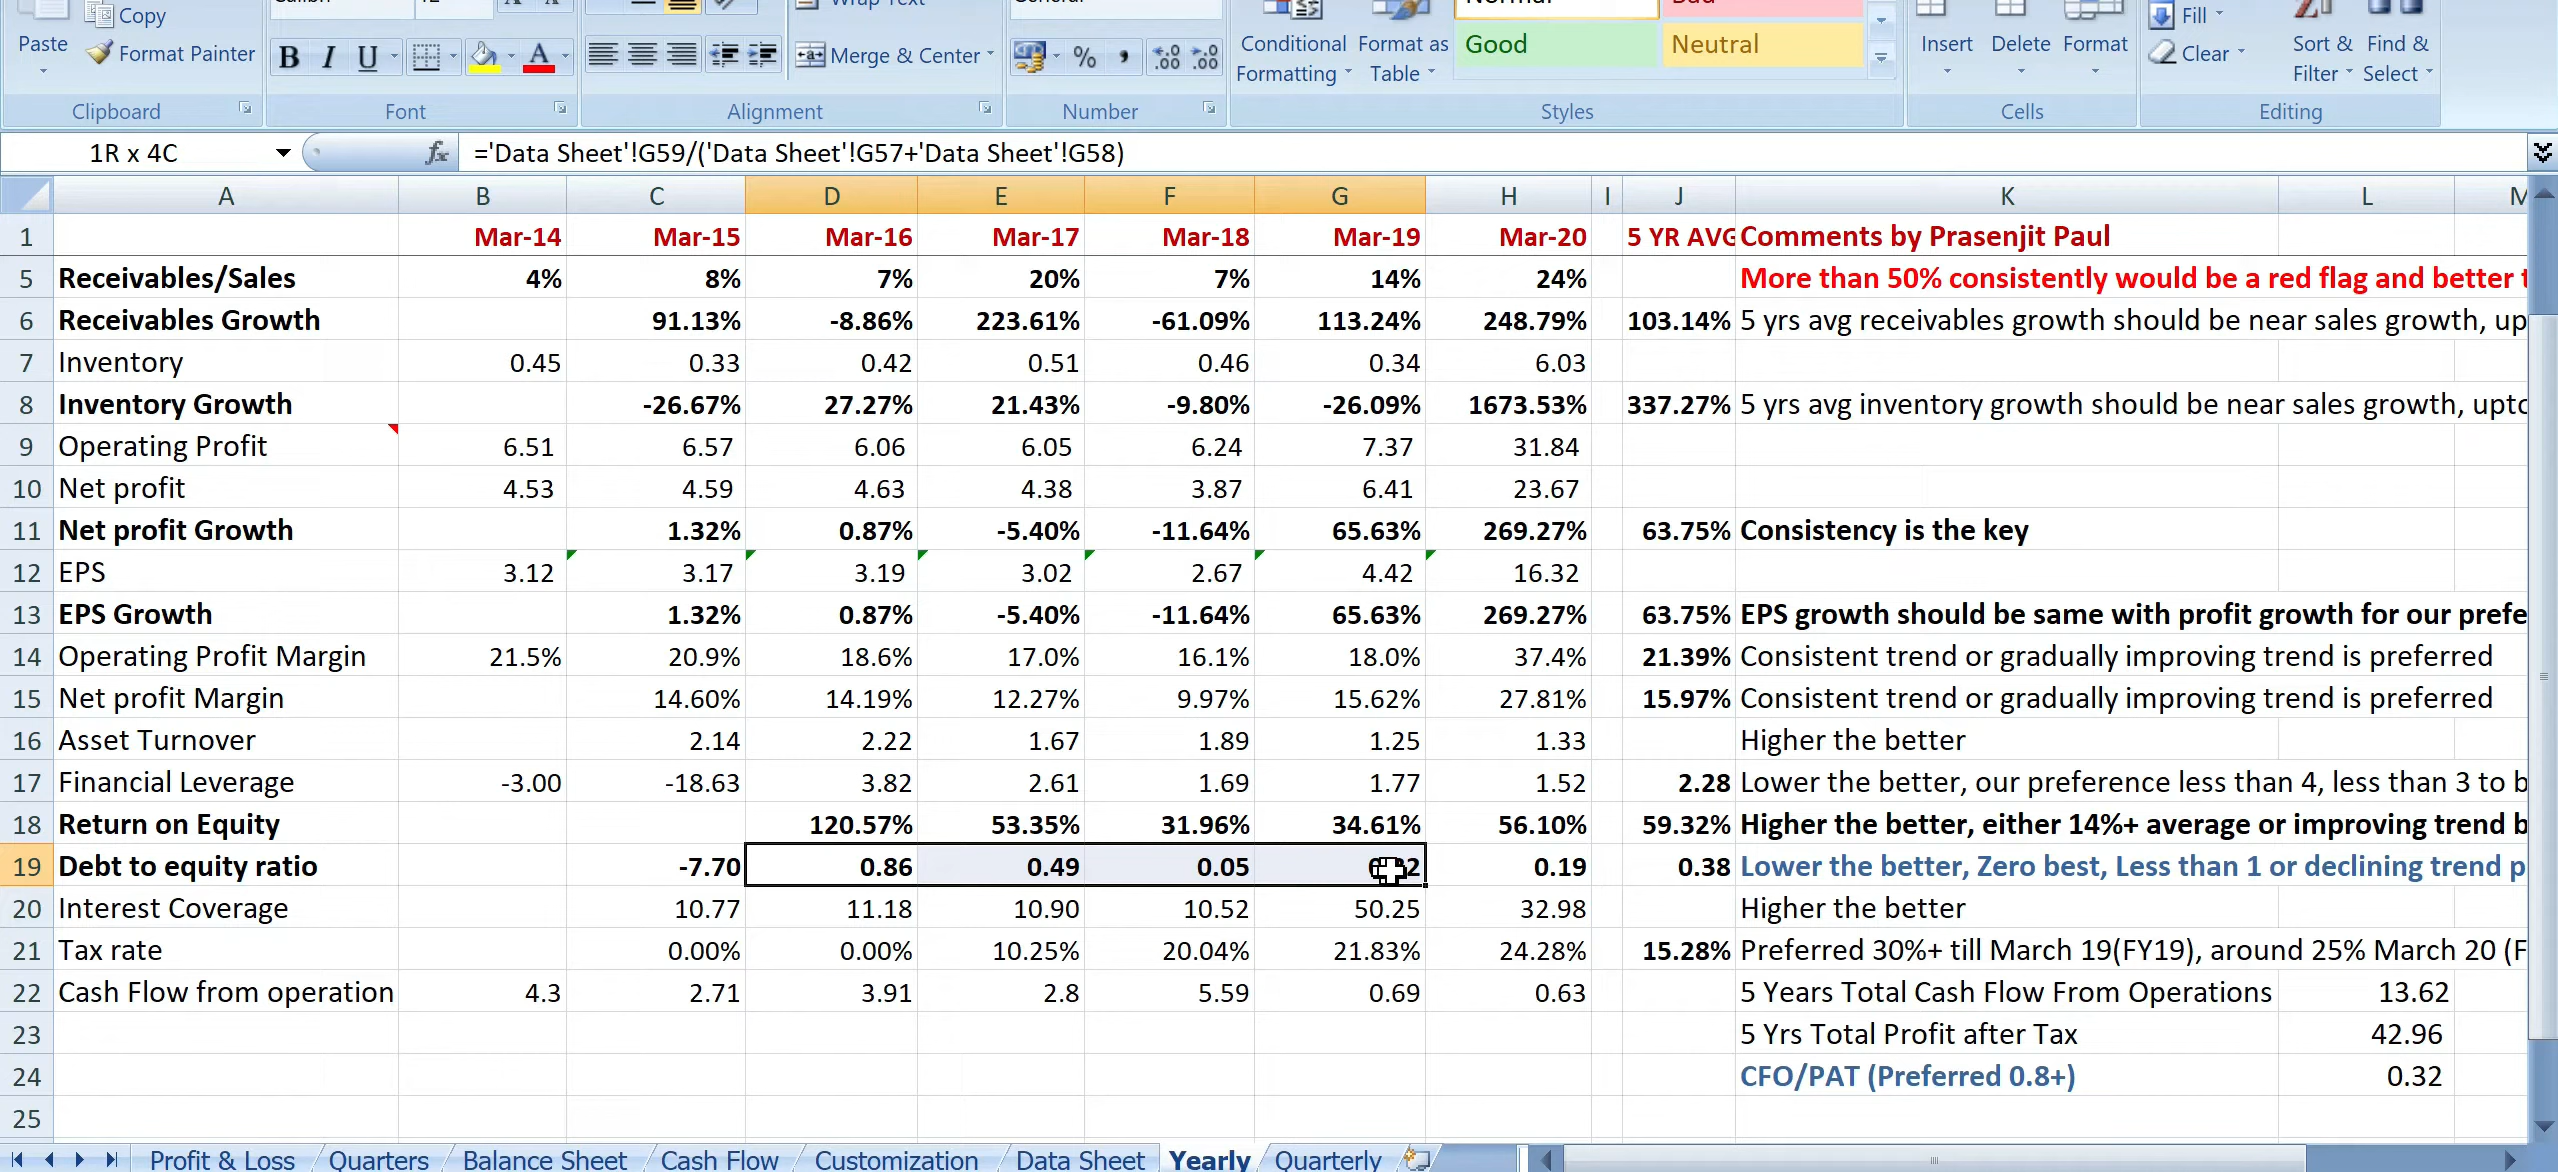 Copy
Paste
Format Painter
B I U
A
Merge & Center
%
Conditional Formatting
Format as Table
Good
Neutral
Insert
Delete
Format
Fill
Clear
Sort & Filter
Find & Select
Clipboard
Font
Alignment
Number
Styles
Cells
Editing
1R x 4C
fx
='Data Sheet'!G59/('Data Sheet'!G57+'Data Sheet'!G58)
A B C D E F G H I J K L
1 Mar-14 Mar-15 Mar-16 Mar-17 Mar-18 Mar-19 Mar-20 5 YR AVG Comments by Prasenjit Paul
5 Receivables/Sales 4% 8% 7% 20% 7% 14% 24% More than 50% consistently would be a red flag and better
6 Receivables Growth 91.13% -8.86% 223.61% -61.09% 113.24% 248.79% 103.14% 5 yrs avg receivables growth should be near sales growth, up
7 Inventory 0.45 0.33 0.42 0.51 0.46 0.34 6.03
8 Inventory Growth -26.67% 27.27% 21.43% -9.80% -26.09% 1673.53% 337.27% 5 yrs avg inventory growth should be near sales growth, upto
9 Operating Profit 6.51 6.57 6.06 6.05 6.24 7.37 31.84
10 Net profit 4.53 4.59 4.63 4.38 3.87 6.41 23.67
11 Net profit Growth 1.32% 0.87% -5.40% -11.64% 65.63% 269.27% 63.75% Consistency is the key
12 EPS 3.12 3.17 3.19 3.02 2.67 4.42 16.32
13 EPS Growth 1.32% 0.87% -5.40% -11.64% 65.63% 269.27% 63.75% EPS growth should be same with profit growth for our prefe
14 Operating Profit Margin 21.5% 20.9% 18.6% 17.0% 16.1% 18.0% 37.4% 21.39% Consistent trend or gradually improving trend is preferred
15 Net profit Margin 14.60% 14.19% 12.27% 9.97% 15.62% 27.81% 15.97% Consistent trend or gradually improving trend is preferred
16 Asset Turnover 2.14 2.22 1.67 1.89 1.25 1.33 Higher the better
17 Financial Leverage -3.00 -18.63 3.82 2.61 1.69 1.77 1.52 2.28 Lower the better, our preference less than 4, less than 3 to b
18 Return on Equity 120.57% 53.35% 31.96% 34.61% 56.10% 59.32% Higher the better, either 14%+ average or improving trend b
19 Debt to equity ratio -7.70 0.86 0.49 0.05 0.19 0.38 Lower the better, Zero best, Less than 1 or declining trend p
20 Interest Coverage 10.77 11.18 10.90 10.52 50.25 32.98 Higher the better
21 Tax rate 0.00% 0.00% 10.25% 20.04% 21.83% 24.28% 15.28% Preferred 30%+ till March 19(FY19), around 25% March 20 (F
22 Cash Flow from operation 4.3 2.71 3.91 2.8 5.59 0.69 0.63 5 Years Total Cash Flow From Operations 13.62
23 5 Yrs Total Profit after Tax 42.96
24 CFO/PAT (Preferred 0.8+) 0.32
25
Profit & Loss Quarters Balance Sheet Cash Flow Customization Data Sheet Yearly Quarterly